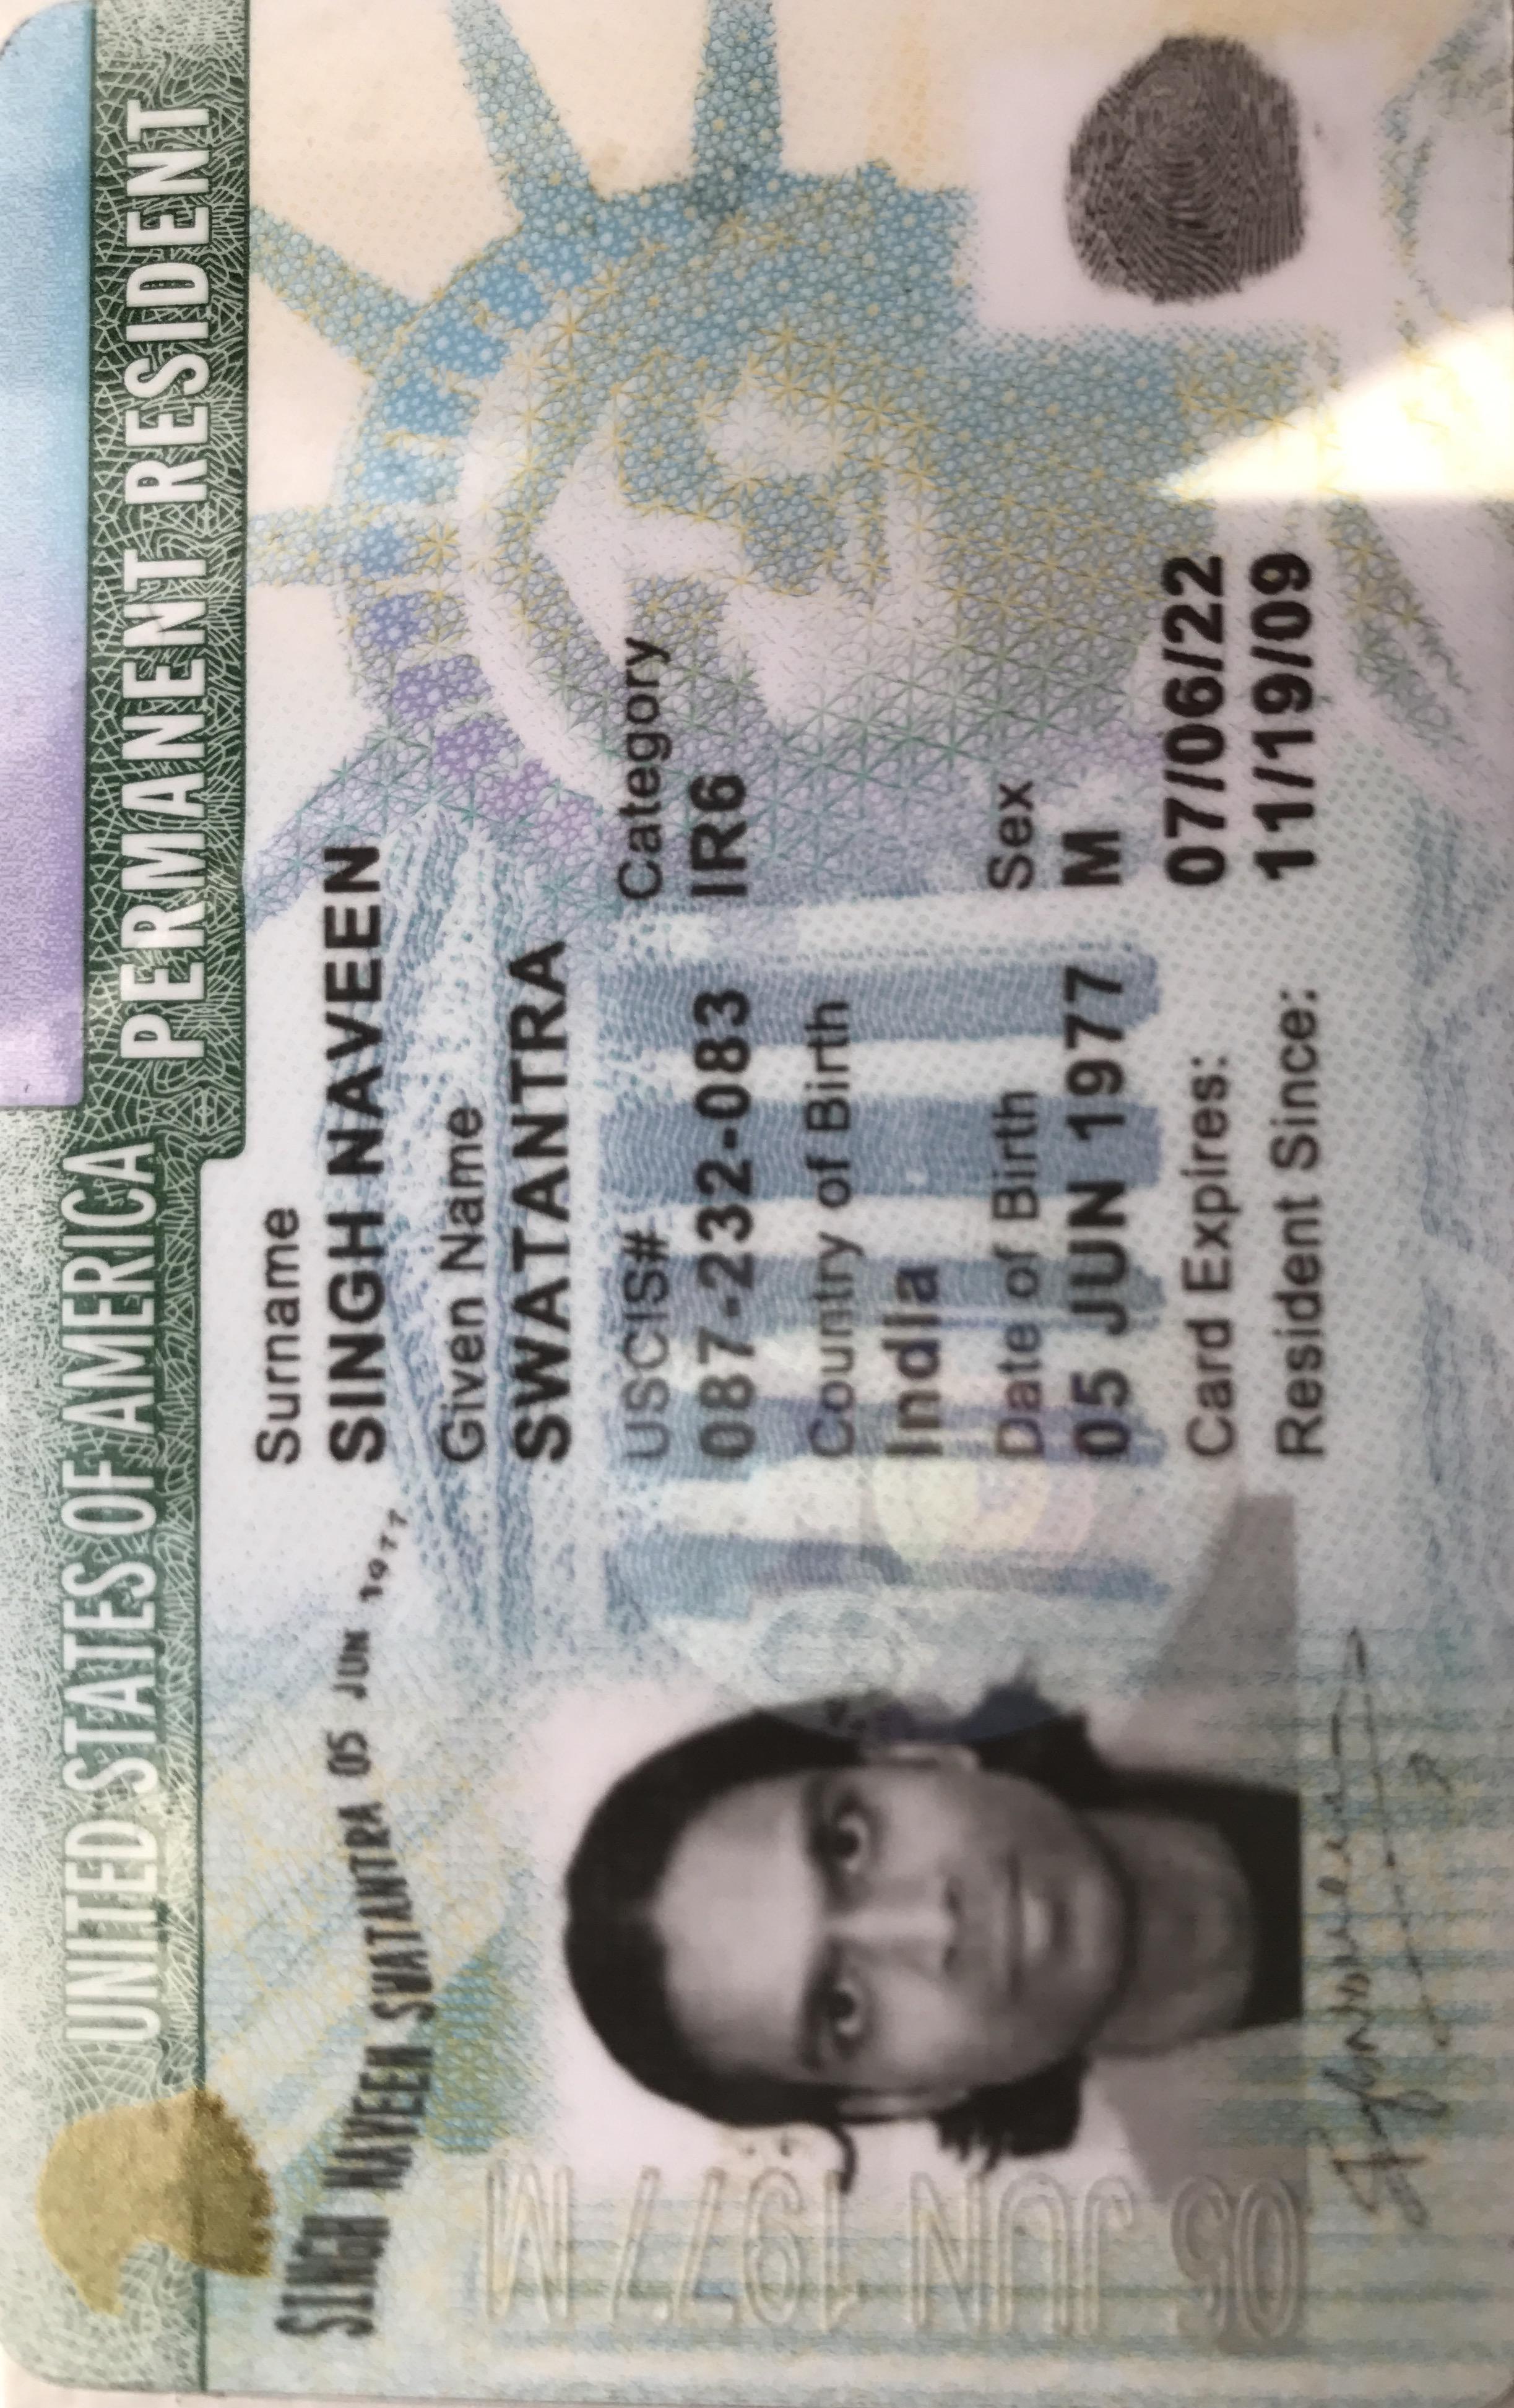 UNITED STATES OF AMERICA
PERMANENT RESIDENT
SINGH NAVEEN SWATANTRA 05 JUN 1977
Surname
SINGH NAVEEN
Given Name
SWATANTRA
USCIS# Category
087-232-083 IR6
Country of Birth
India
Date of Birth Sex
05 JUN 1977 M
Card Expires: 07/06/22
Resident Since: 11/19/09
05 JUN 1977 M